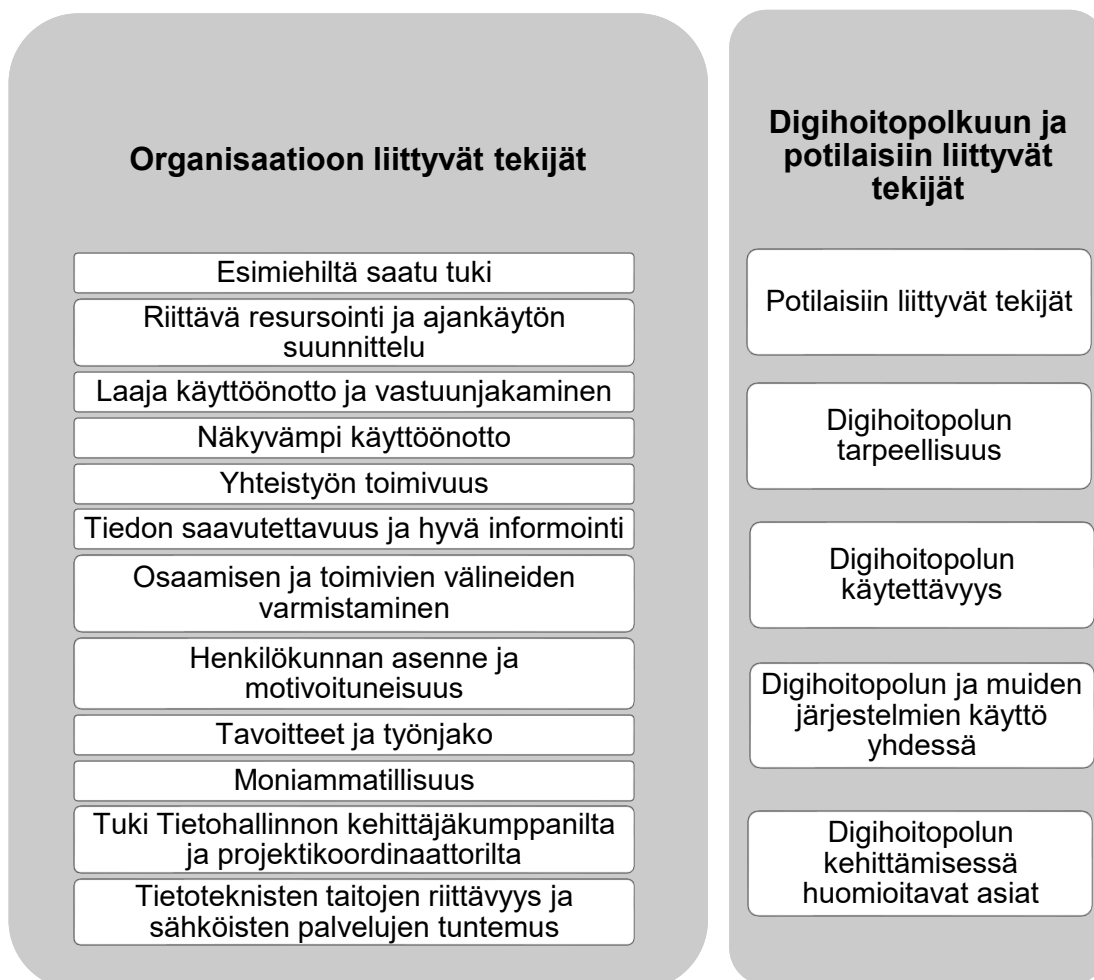 Organisaatioon liittyvät tekijät
Esimiehiltä saatu tuki
Riittävä resursointi ja ajankäytön
suunnittelu
Laaja käyttöönotto ja vastuunjakaminen
Näkyvämpi käyttöönotto
Yhteistyön toimivuus
Tiedon saavutettavuus ja hyvä informointi
Osaamisen ja toimivien välineiden
varmistaminen
Henkilökunnan asenne ja
motivoituneisuus
Tavoitteet ja työnjako
Moniammatillisuus
Tuki Tietohallinnon kehittäjäkumppanilta
ja projektikoordinaattorilta
Tietoteknisten taitojen riittävyys ja
sähköisten palvelujen tuntemus
Digihoitopolkuun ja
potilaisiin liittyvät
tekijät
Potilaisiin liittyvät tekijät
Digihoitopolun
tarpeellisuus
Digihoitopolun
käytettävyys
Digihoitopolun ja muiden
järjestelmien käyttö
yhdessä
Digihoitopolun
kehittämisessä
huomioitavat asiat